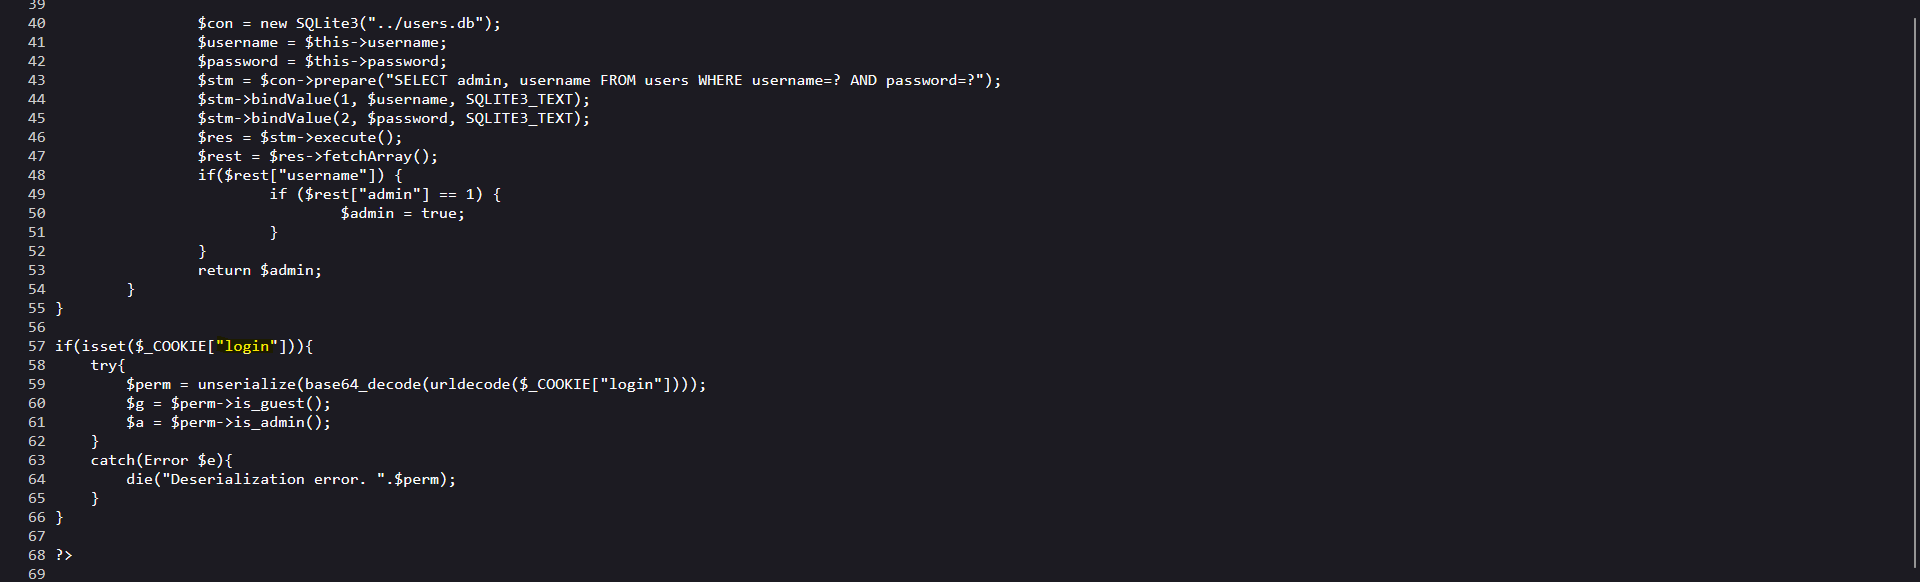 39
40 $con = new SQLite3("../users.db");
41 $username = $this->username;
42 $password = $this->password;
43 $stm = $con->prepare("SELECT admin, username FROM users WHERE username=? AND password=?");
44 $stm->bindValue(1, $username, SQLITE3_TEXT);
45 $stm->bindValue(2, $password, SQLITE3_TEXT);
46 $res = $stm->execute();
47 $rest = $res->fetchArray();
48 if($rest["username"]) {
49 if ($rest["admin"] == 1) {
50 $admin = true;
51 }
52 }
53 return $admin;
54 }
55 }
56
57 if(isset($_COOKIE["login"])){
58 try{
59 $perm = unserialize(base64_decode(urldecode($_COOKIE["login"])));
60 $g = $perm->is_guest();
61 $a = $perm->is_admin();
62 }
63 catch(Error $e){
64 die("Deserialization error. ".$perm);
65 }
66 }
67
68 ?>
69